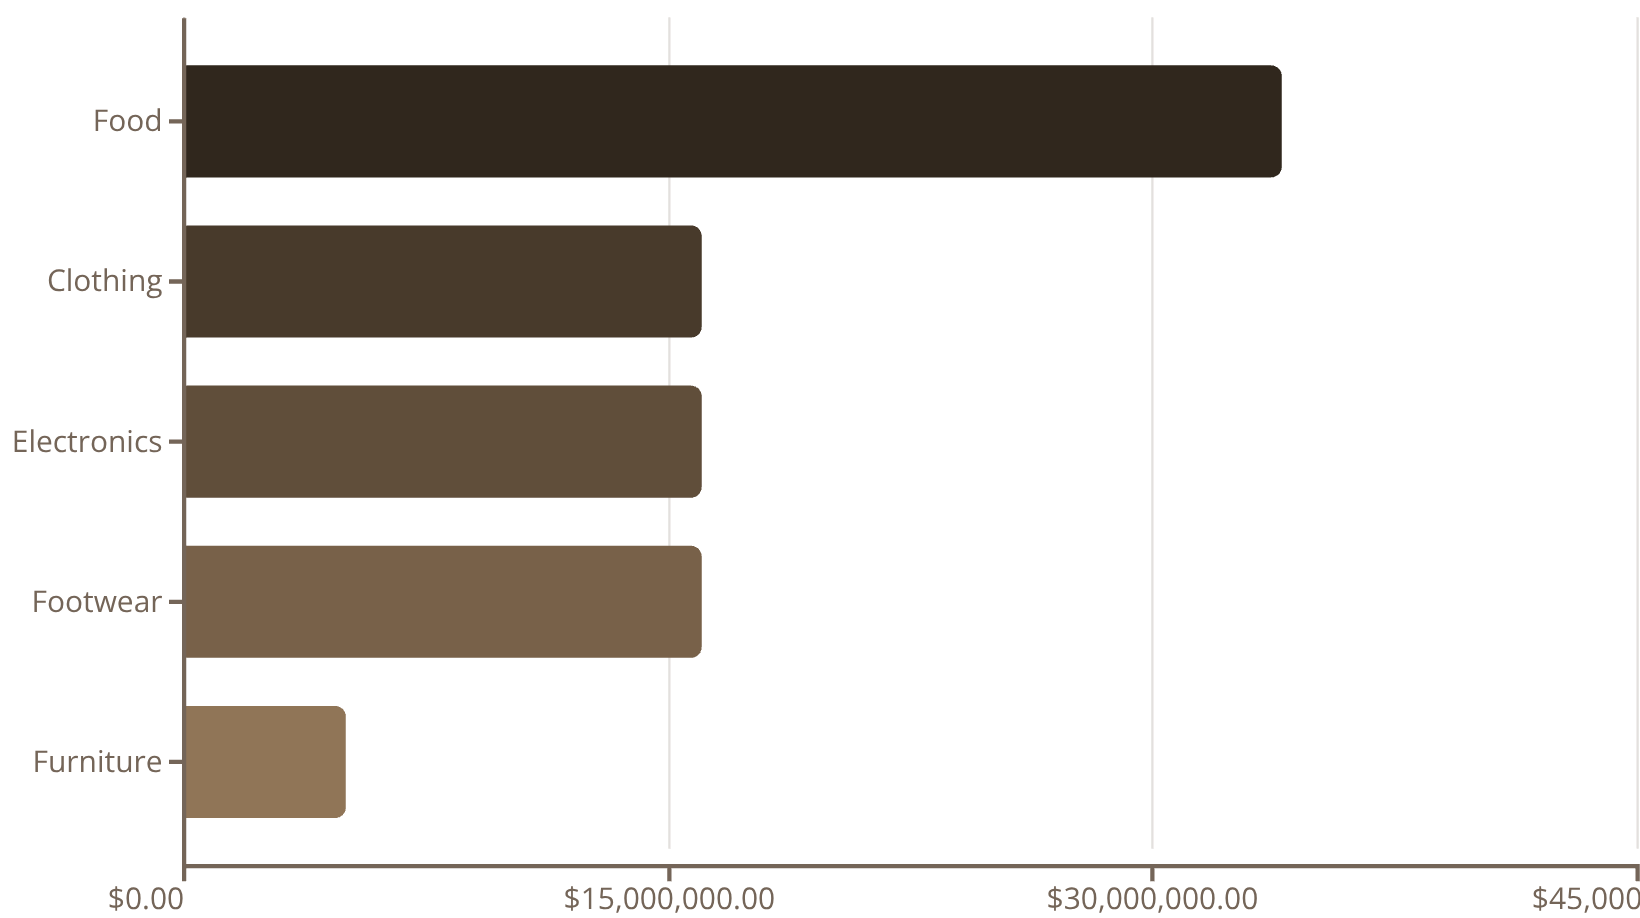 Food
Clothing
Electronics
Footwear
Furniture
$0.00 $15,000,000.00 $30,000,000.00 $45,000